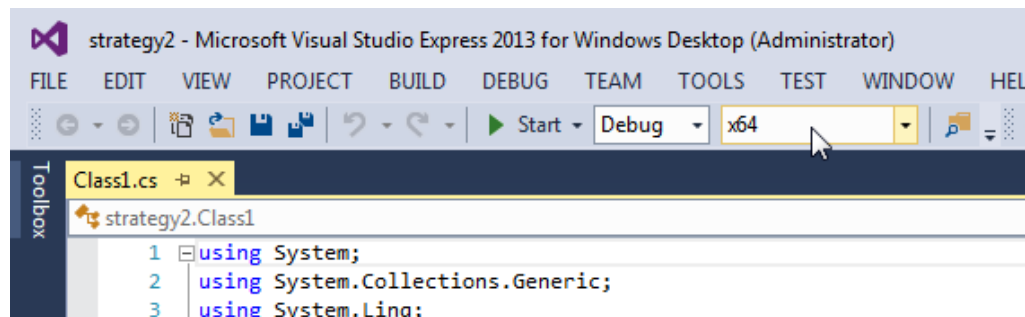 strategy2 - Microsoft Visual Studio Express 2013 for Windows Desktop (Administrator)
FILE EDIT VIEW PROJECT BUILD DEBUG TEAM TOOLS TEST WINDOW HEL
Start Debug x64
Toolbox
Class1.cs
strategy2.Class1
1 using System;
2 using System.Collections.Generic;
3 using System.Linq;